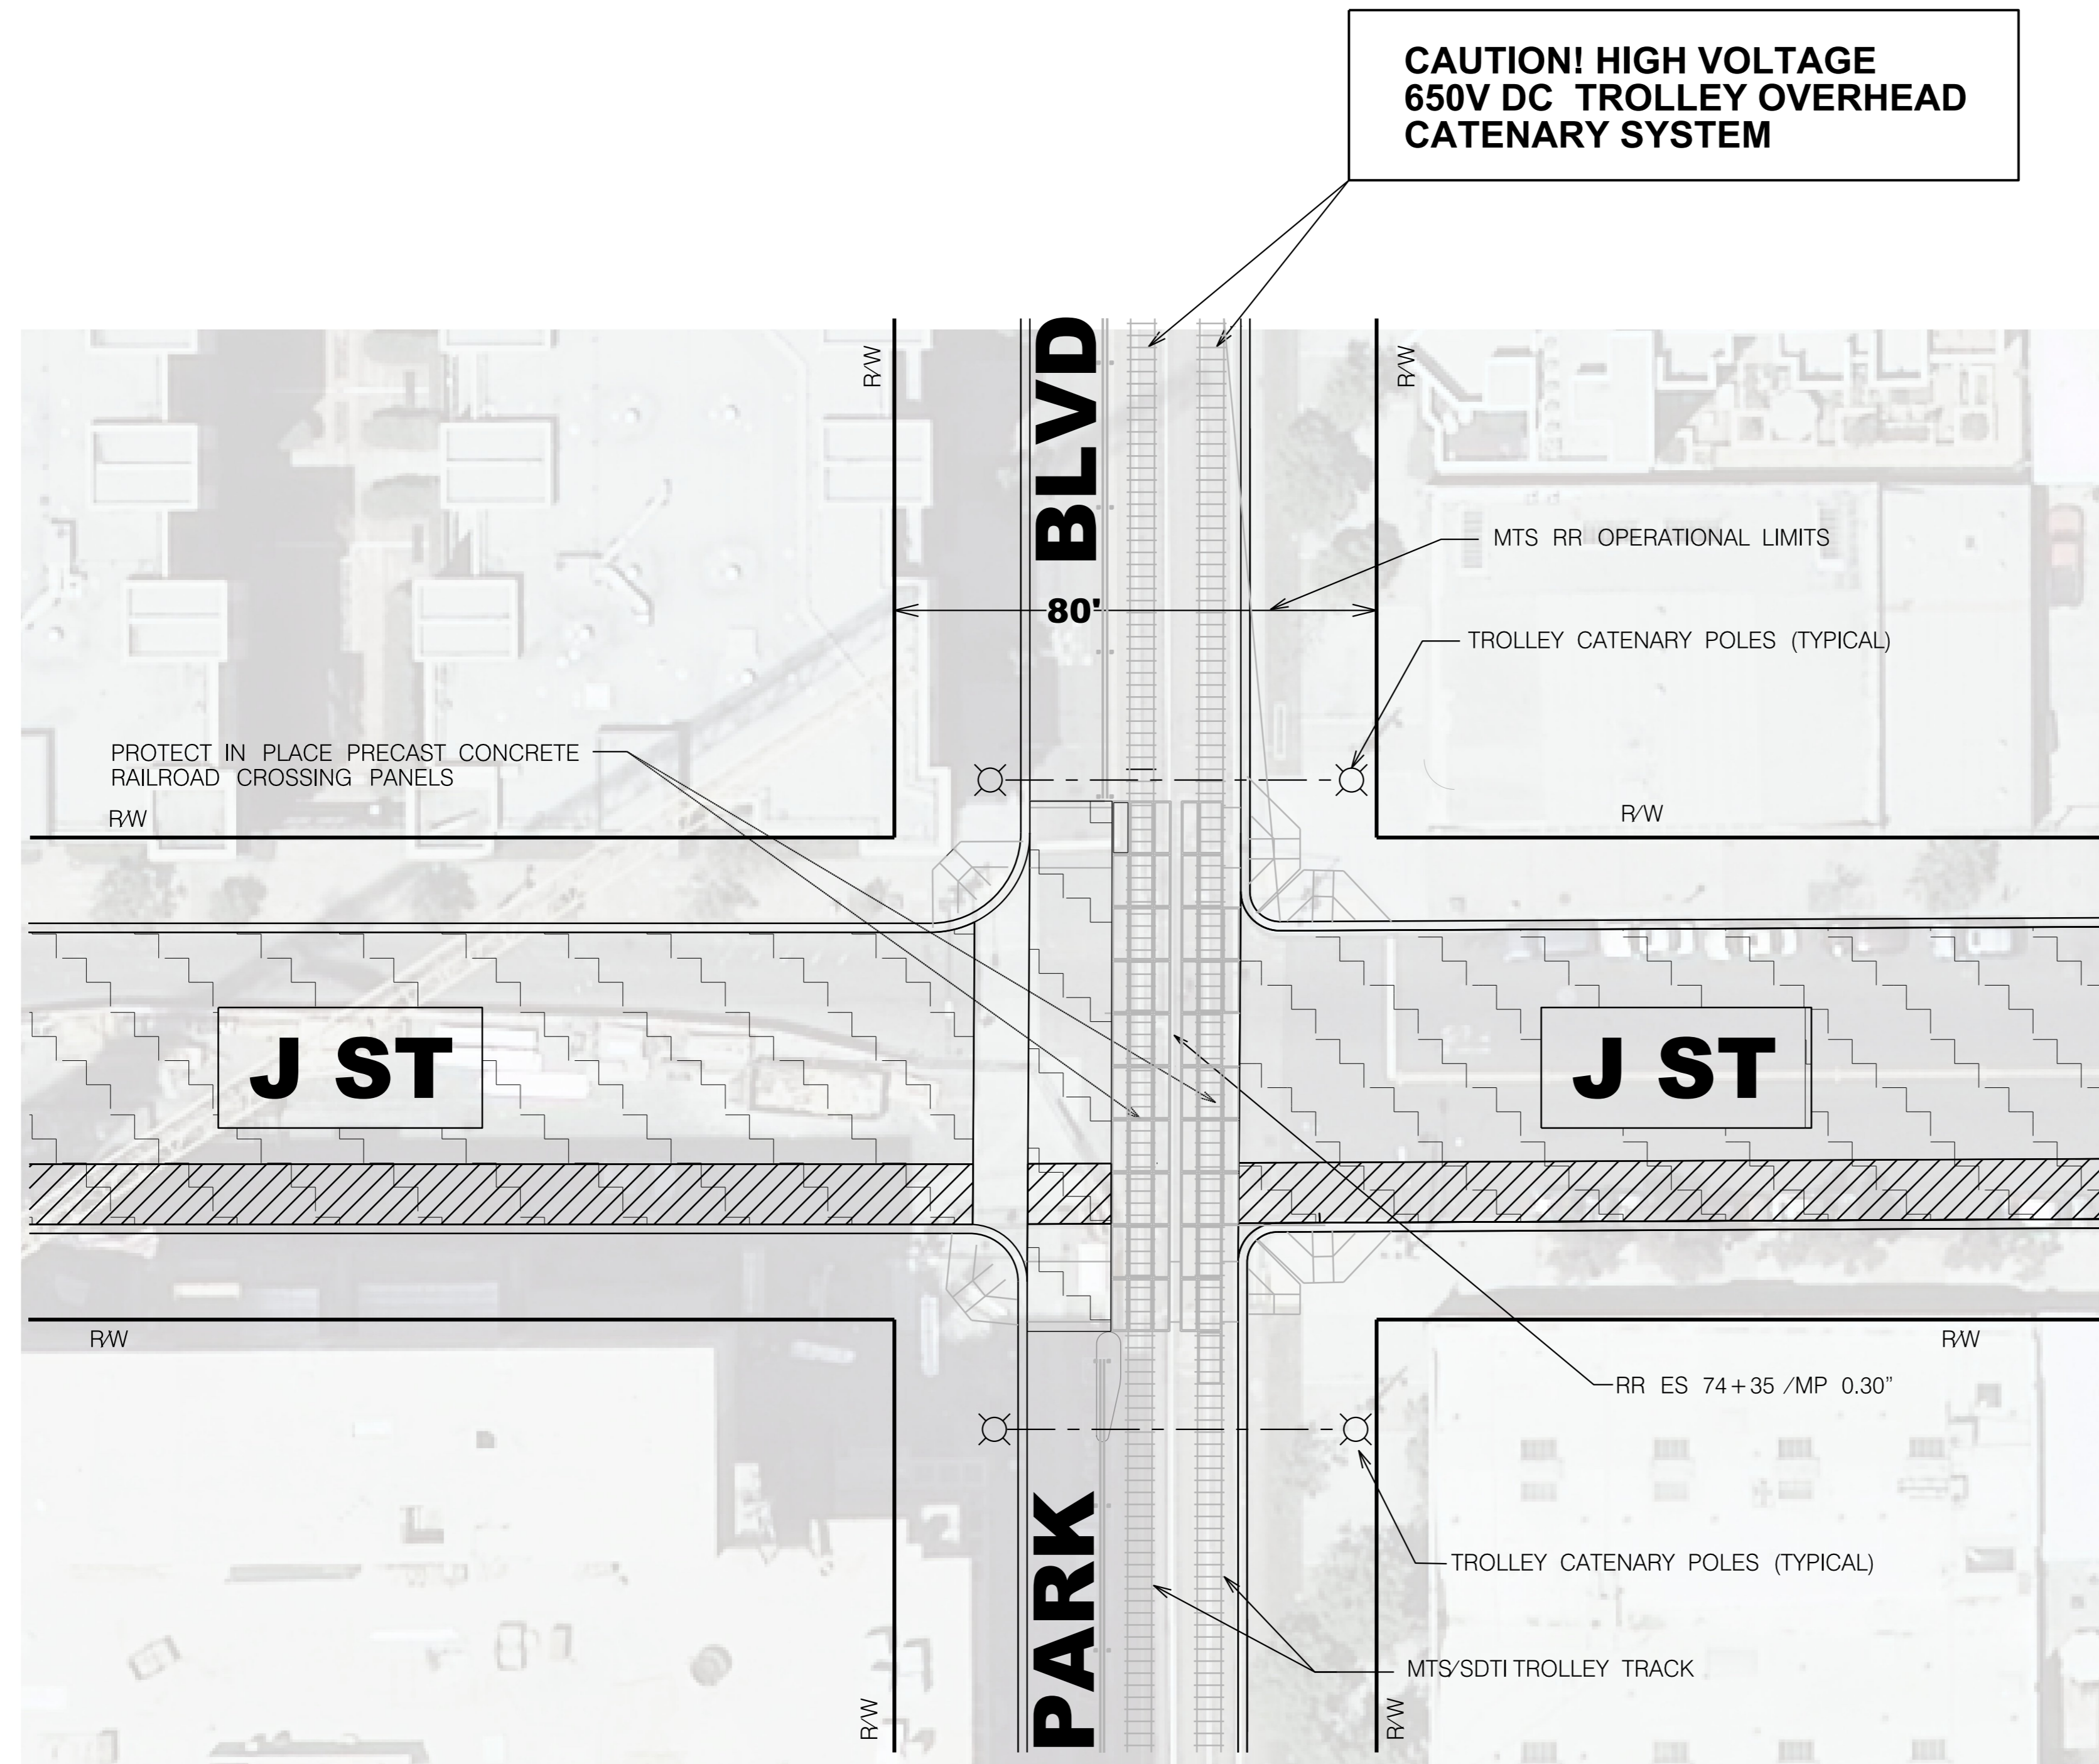 CAUTION! HIGH VOLTAGE
650V DC TROLLEY OVERHEAD
CATENARY SYSTEM
BLVD
R/W
R/W
MTS RR OPERATIONAL LIMITS
80'
TROLLEY CATENARY POLES (TYPICAL)
PROTECT IN PLACE PRECAST CONCRETE
RAILROAD CROSSING PANELS
R/W
R/W
J ST
J ST
R/W
R/W
RR ES 74+35 /MP 0.30”
PARK
TROLLEY CATENARY POLES (TYPICAL)
MTS/SDTI TROLLEY TRACK
R/W
R/W